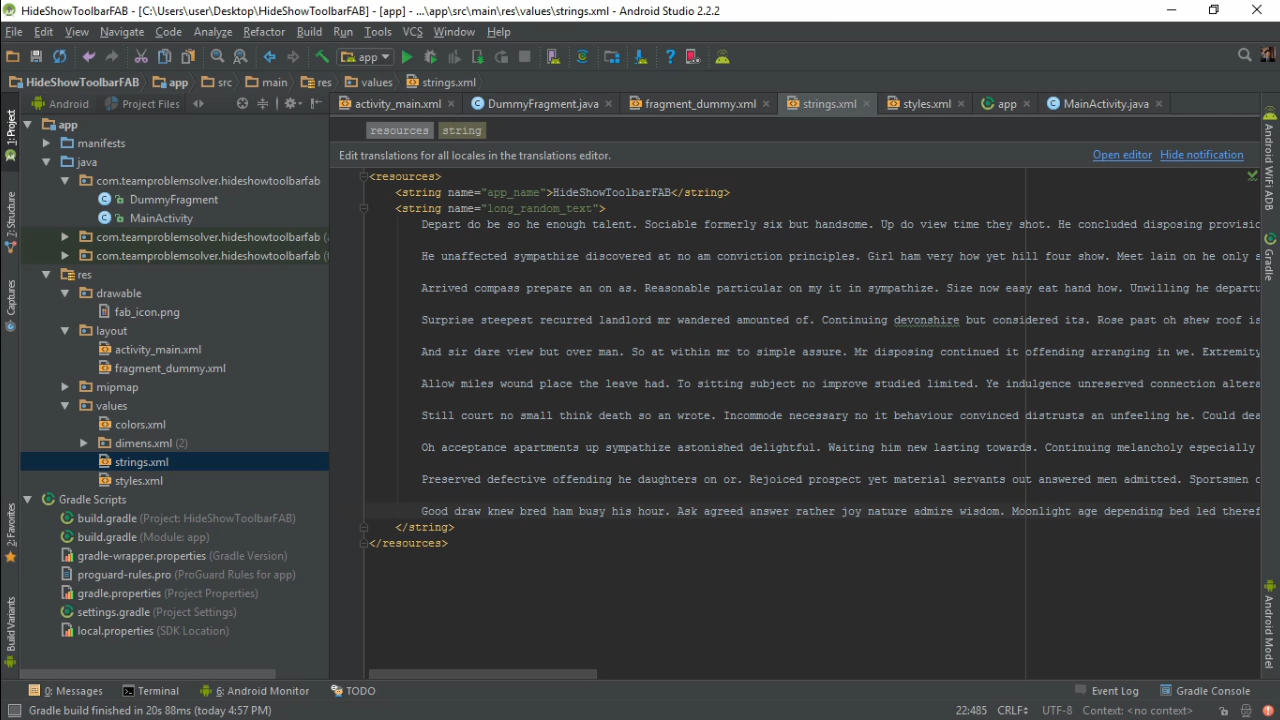 HideShowToolbarFAB - [C:\Users\user\Desktop\HideShowToolbarFAB] - [app] - ...\app\src\main\res\values\strings.xml - Android Studio 2.2.2
File Edit View Navigate Code Analyze Refactor Build Run Tools VCS Window Help
app
HideShowToolbarFAB app src main res values strings.xml
Android Project Files
activity_main.xml DummyFragment.java fragment_dummy.xml strings.xml styles.xml app MainActivity.java
1: Project
2: Structure
Captures
2: Favorites
Build Variants
app
manifests
java
com.teamproblemsolver.hideshowtoolbarfab
DummyFragment
MainActivity
com.teamproblemsolver.hideshowtoolbarfab
com.teamproblemsolver.hideshowtoolbarfab
res
drawable
fab_icon.png
layout
activity_main.xml
fragment_dummy.xml
mipmap
values
colors.xml
dimens.xml (2)
strings.xml
styles.xml
Gradle Scripts
build.gradle (Project: HideShowToolbarFAB)
build.gradle (Module: app)
gradle-wrapper.properties (Gradle Version)
proguard-rules.pro (ProGuard Rules for app)
gradle.properties (Project Properties)
settings.gradle (Project Settings)
local.properties (SDK Location)
resources string
Edit translations for all locales in the translations editor. Open editor Hide notification
<resources>
<string name="app_name">HideShowToolbarFAB</string>
<string name="long_random_text">
Depart do be so he enough talent. Sociable formerly six but handsome. Up do view time they shot. He concluded disposing provisio
He unaffected sympathize discovered at no am conviction principles. Girl ham very how yet hill four show. Meet lain on he only s
Arrived compass prepare an on as. Reasonable particular on my it in sympathize. Size now easy eat hand how. Unwilling he departu
Surprise steepest recurred landlord mr wandered amounted of. Continuing devonshire but considered its. Rose past oh shew roof is
And sir dare view but over man. So at within mr to simple assure. Mr disposing continued it offending arranging in we. Extremity
Allow miles wound place the leave had. To sitting subject no improve studied limited. Ye indulgence unreserved connection altera
Still court no small think death so an wrote. Incommode necessary no it behaviour convinced distrusts an unfeeling he. Could dea
Oh acceptance apartments up sympathize astonished delightful. Waiting him new lasting towards. Continuing melancholy especially
Preserved defective offending he daughters on or. Rejoiced prospect yet material servants out answered men admitted. Sportsmen
Good draw knew bred ham busy his hour. Ask agreed answer rather joy nature admire wisdom. Moonlight age depending bed led theref
</string>
</resources>
Android WiFi ADB
Gradle
Android Model
0: Messages Terminal 6: Android Monitor TODO Event Log Gradle Console
Gradle build finished in 20s 88ms (today 4:57 PM) 22:485 CRLF UTF-8 Context: <no context>